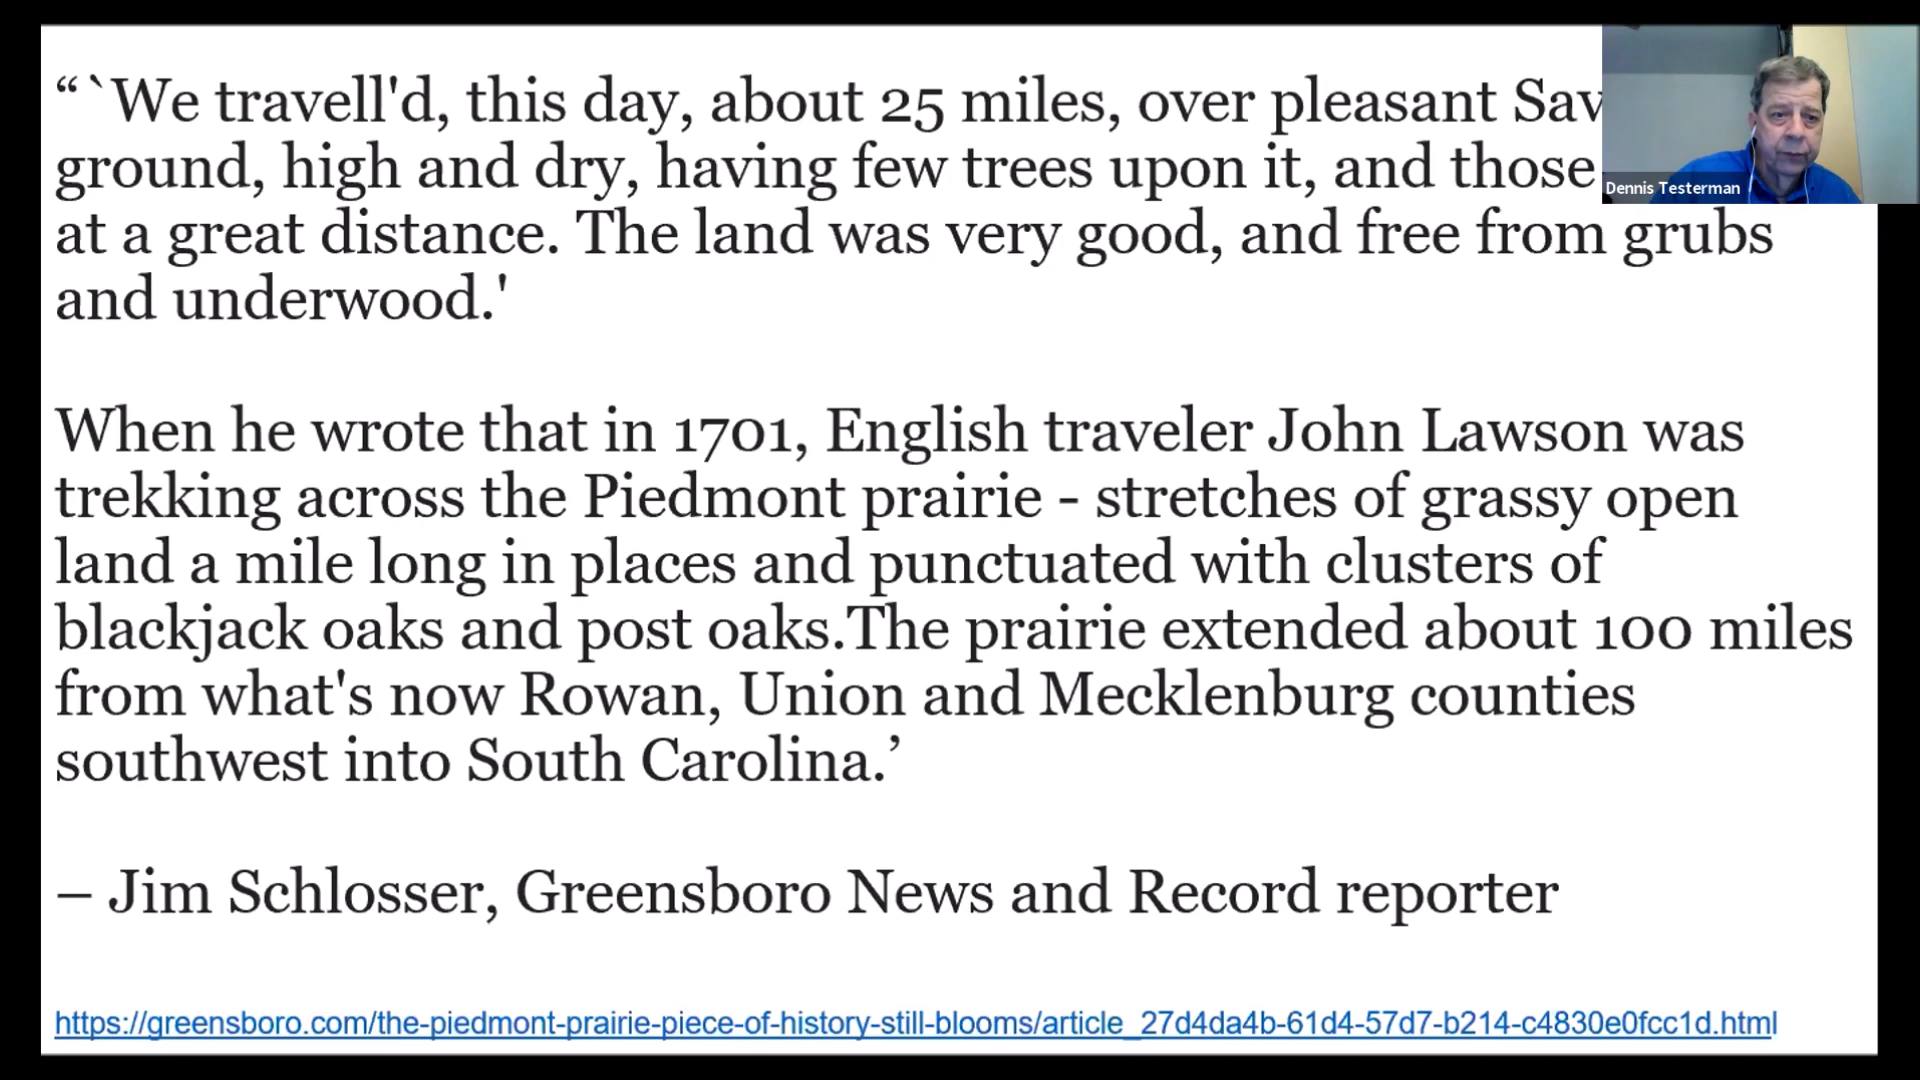 “`We travell'd, this day, about 25 miles, over pleasant
ground, high and dry, having few trees upon it, and those
at a great distance. The land was very good, and free from grubs
and underwood.'
When he wrote that in 1701, English traveler John Lawson was
trekking across the Piedmont prairie - stretches of grassy open
land a mile long in places and punctuated with clusters of
blackjack oaks and post oaks.The prairie extended about 100 miles
from what's now Rowan, Union and Mecklenburg counties
southwest into South Carolina.’
– Jim Schlosser, Greensboro News and Record reporter
https://greensboro.com/the-piedmont-prairie-piece-of-history-still-blooms/article_27d4da4b-61d4-57d7-b214-c4830e0fcc1d.html
Dennis Testerman